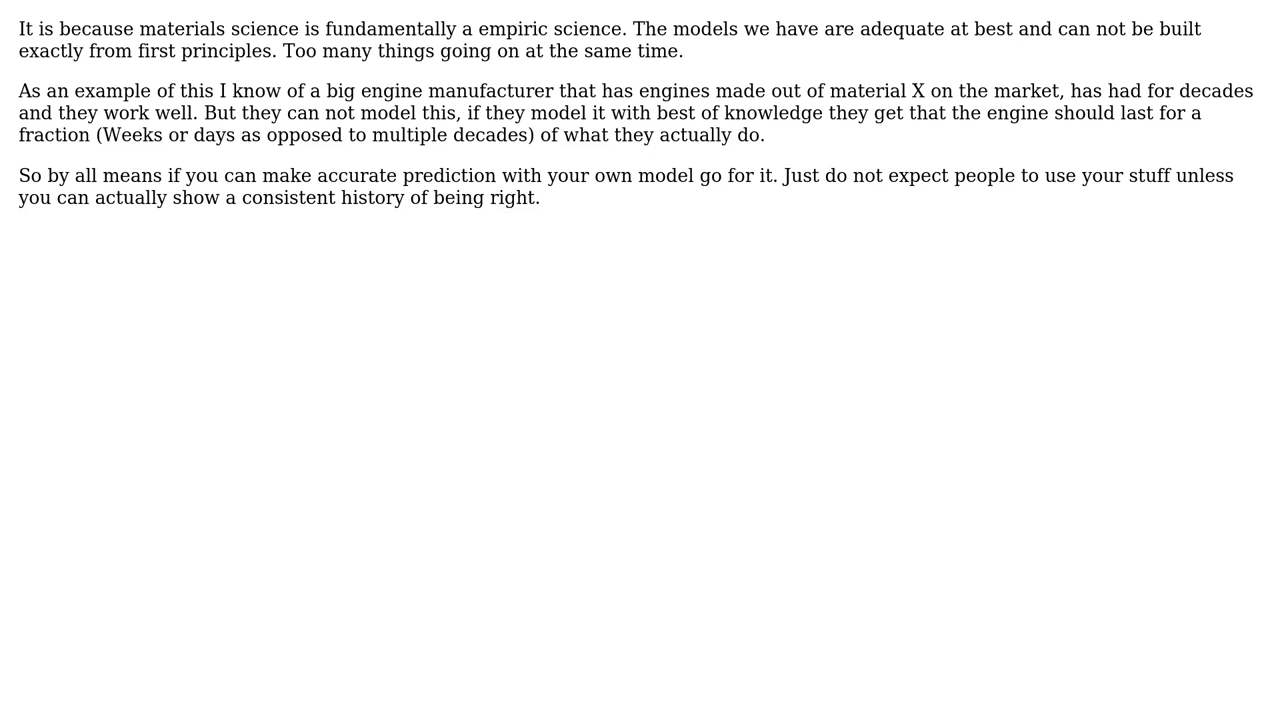 It is because materials science is fundamentally a empiric science. The models we have are adequate at best and can not be built
exactly from first principles. Too many things going on at the same time.
As an example of this I know of a big engine manufacturer that has engines made out of material X on the market, has had for decades
and they work well. But they can not model this, if they model it with best of knowledge they get that the engine should last for a
fraction (Weeks or days as opposed to multiple decades) of what they actually do.
So by all means if you can make accurate prediction with your own model go for it. Just do not expect people to use your stuff unless
you can actually show a consistent history of being right.